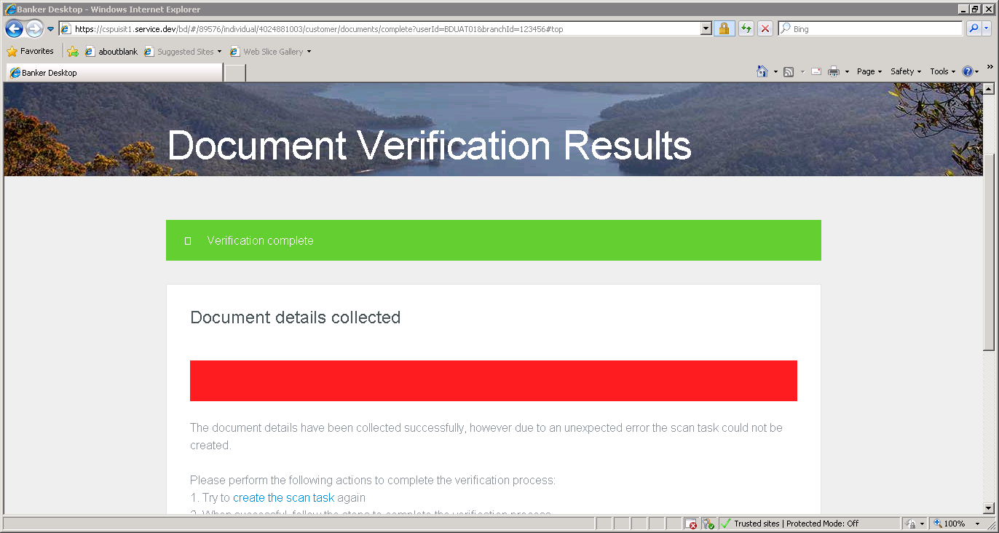 Banker Desktop - Windows Internet Explorer
https://cspuisit1.service.dev/bd/#/89576/individual/4024881003/customer/documents/complete?userId=BDUAT01&branchId=123456#top
Bing
Favorites
aboutblank
Suggested Sites
Web Slice Gallery
Banker Desktop
Page
Safety
Tools
Document Verification Results
Verification complete
Document details collected
The document details have been collected successfully, however due to an unexpected error the scan task could not be
created.
Please perform the following actions to complete the verification process:
1. Try to create the scan task again
2. When successful, follow the steps to complete the verification process
Trusted sites | Protected Mode: Off
100%